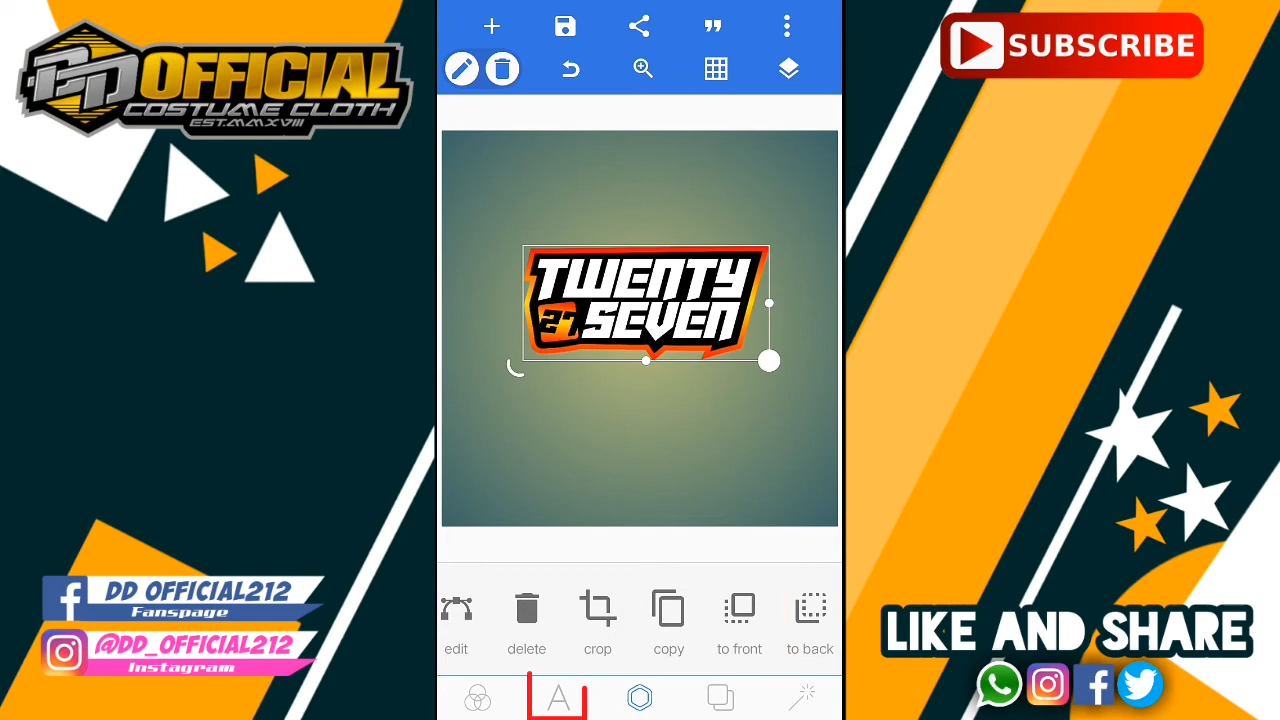 DD OFFICIAL
COSTUME CLOTH
EST.MMXVIII
SUBSCRIBE
TWENTY
27 SEVEN
edit
delete
crop
copy
to front
to back
A
DD OFFICIAL212
Fanspage
@DD_OFFICIAL212
Instagram
LIKE AND SHARE